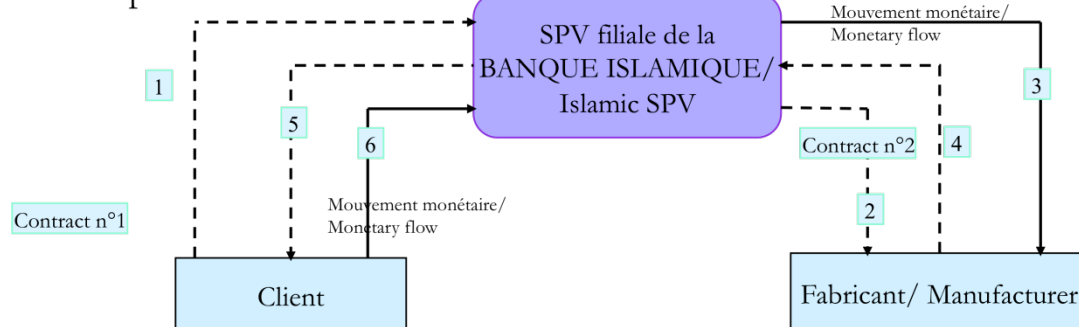 Mouvement monétaire/
Monetary flow
SPV filiale de la
BANQUE ISLAMIQUE/
Islamic SPV
1
3
5
6
Contract n°2
4
2
Contract n°1
Mouvement monétaire/
Monetary flow
Client
Fabricant/ Manufacturer